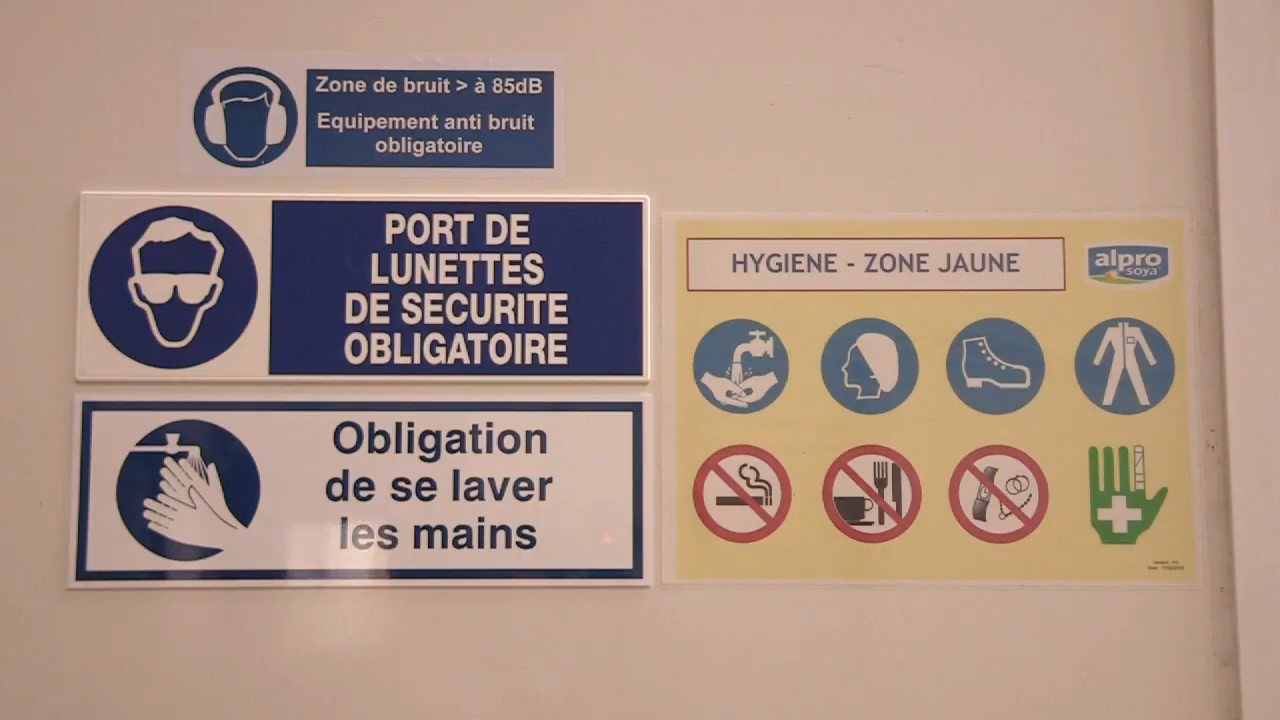 Zone de bruit > à 85dB
Equipement anti bruit
obligatoire
PORT DE
LUNETTES
DE SECURITE
OBLIGATOIRE
Obligation
de se laver
les mains
HYGIENE - ZONE JAUNE
alpro
soya